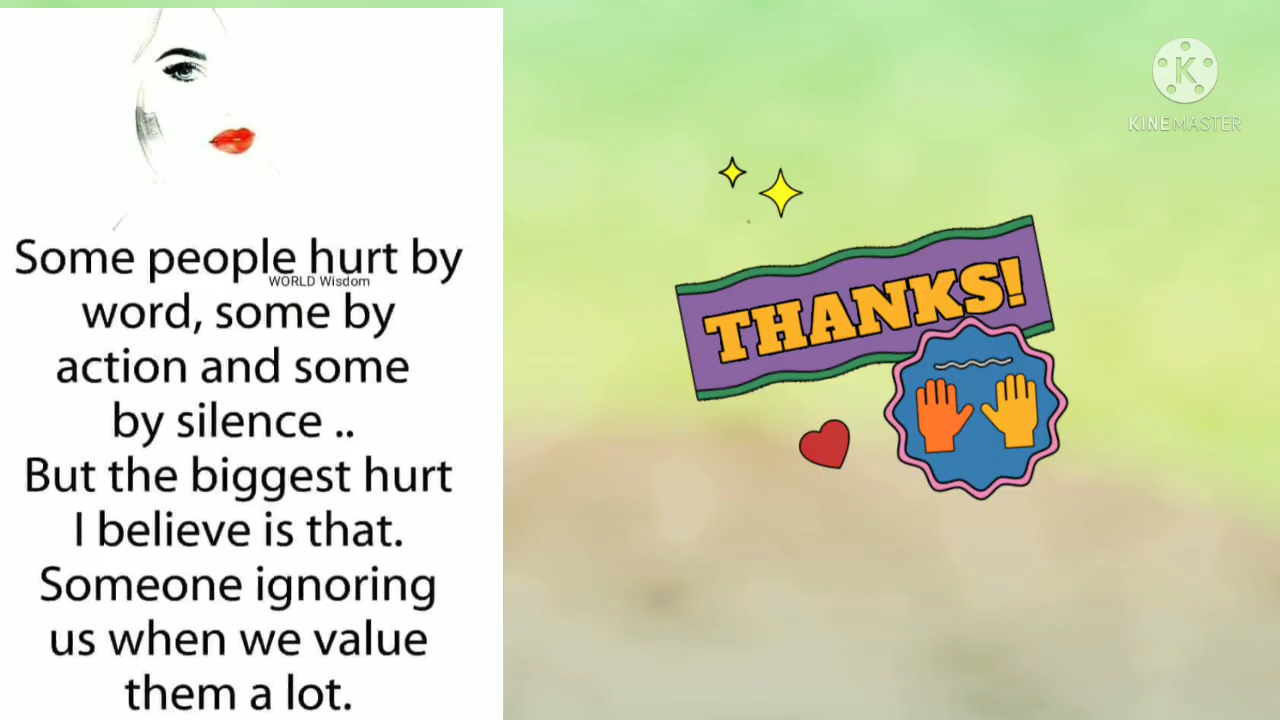 Some people hurt by
WORLD Wisdom
word, some by
action and some
by silence ..
But the biggest hurt
I believe is that.
Someone ignoring
us when we value
them a lot.
THANKS!
K
KINEMASTER